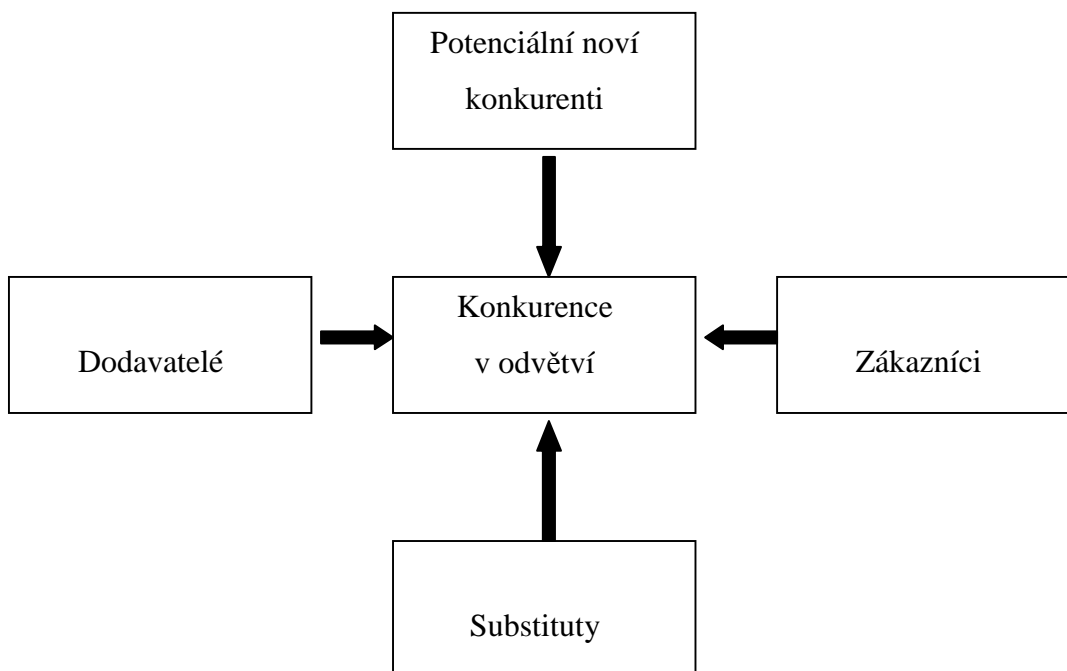 Potenciální noví
konkurenti
Konkurence
v odvětví
Dodavatelé
Zákazníci
Substituty